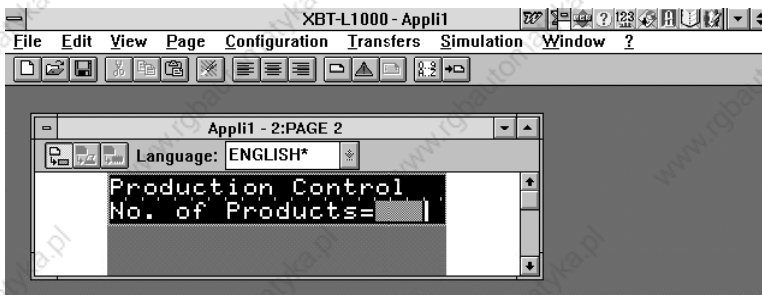 XBT-L1000 - Appli1
File Edit View Page Configuration Transfers Simulation Window ?
Appli1 - 2:PAGE 2
Language: ENGLISH*
Production Control
No. of Products=